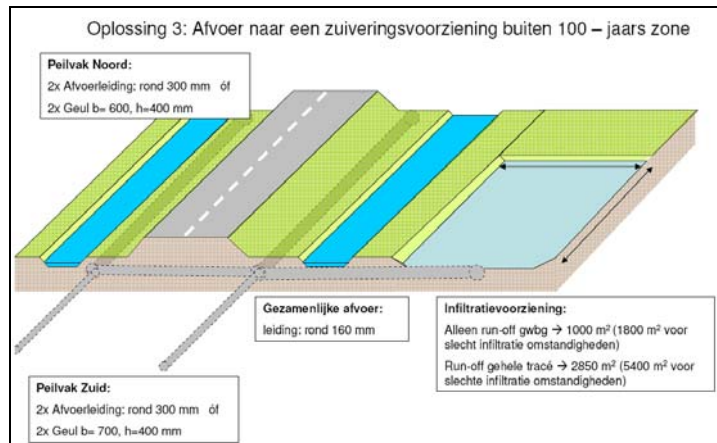 Oplossing 3: Afvoer naar een zuiveringsvoorziening buiten 100 – jaars zone
Peilvak Noord:
2x Afvoerleiding: rond 300 mm óf
2x Geul b= 600, h=400 mm
Gezamenlijke afvoer:
leiding: rond 160 mm
Infiltratievoorziening:
Alleen run-off gwbg → 1000 m² (1800 m² voor
slecht infiltratie omstandigheden)
Run-off gehele tracé → 2850 m² (5400 m² voor
slechte infiltratie omstandigheden)
Peilvak Zuid:
2x Afvoerleiding: rond 300 mm óf
2x Geul b= 700, h=400 mm